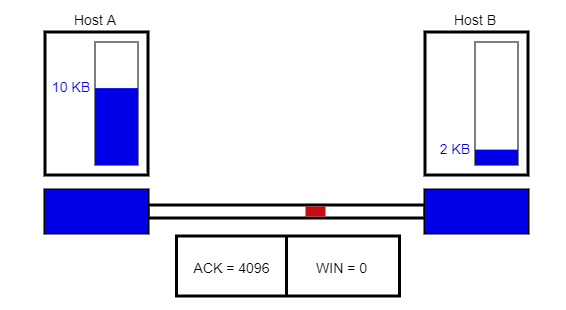 Host A
Host B
10 KB
2 KB
ACK = 4096
WIN = 0